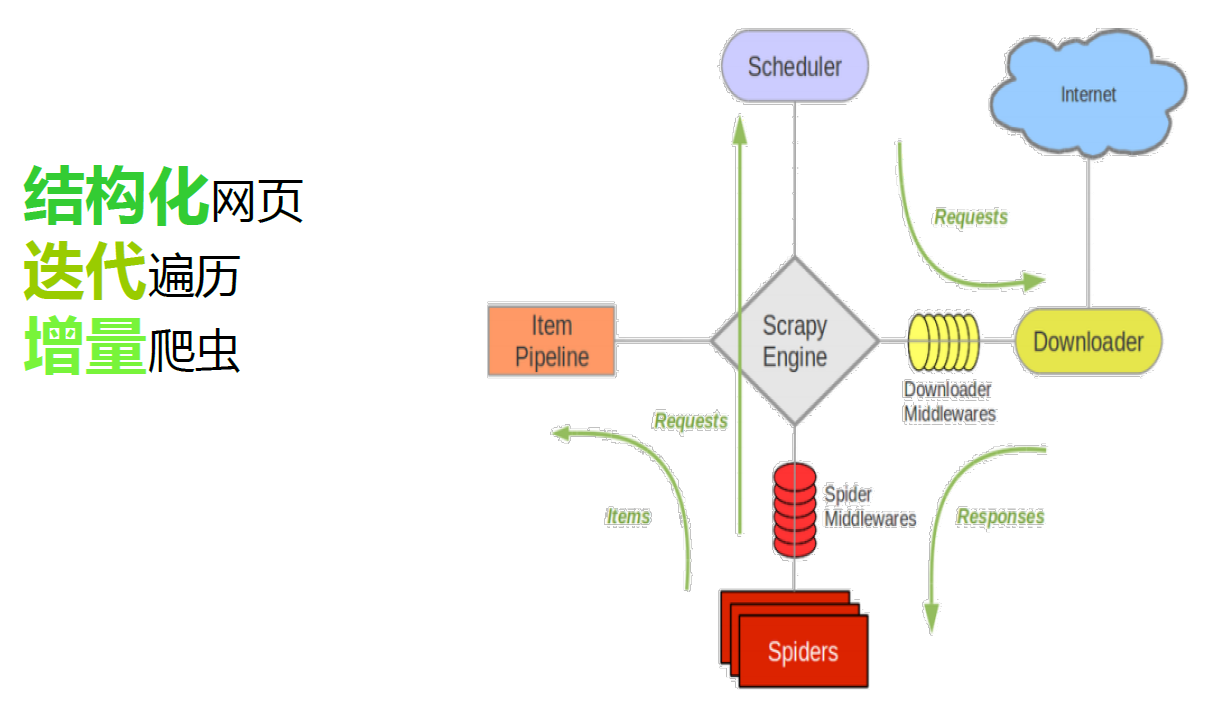 结构化网页
迭代遍历
增量爬虫
Scheduler
Internet
Requests
Item
Pipeline
Scrapy
Engine
Downloader
Downloader
Middlewares
Requests
Items
Spider
Middlewares
Responses
Spiders